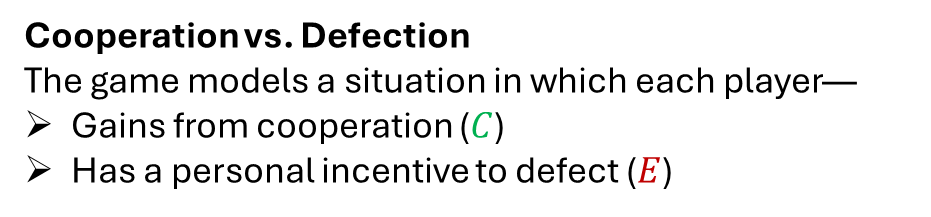 Cooperation vs. Defection
The game models a situation in which each player—
➢ Gains from cooperation (C)
➢ Has a personal incentive to defect (E)